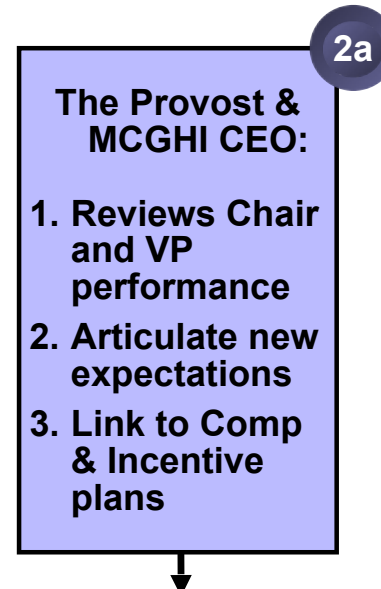 2a
The Provost &
MCGHI CEO:
1. Reviews Chair
and VP
performance
2. Articulate new
expectations
3. Link to Comp
& Incentive
plans